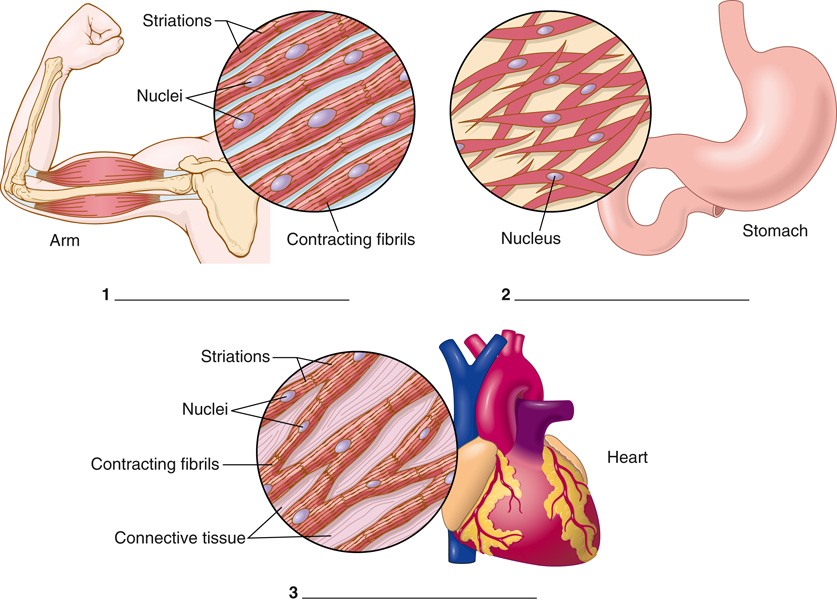 Striations
Nuclei
Arm
Contracting fibrils
1
Nucleus
Stomach
2
Striations
Nuclei
Contracting fibrils
Connective tissue
Heart
3